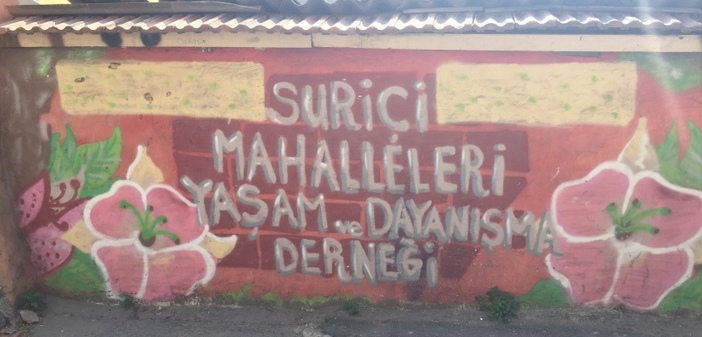 SURİÇİ
MAHALLELERİ
YAŞAM ve DAYANIŞMA
DERNEĞİ